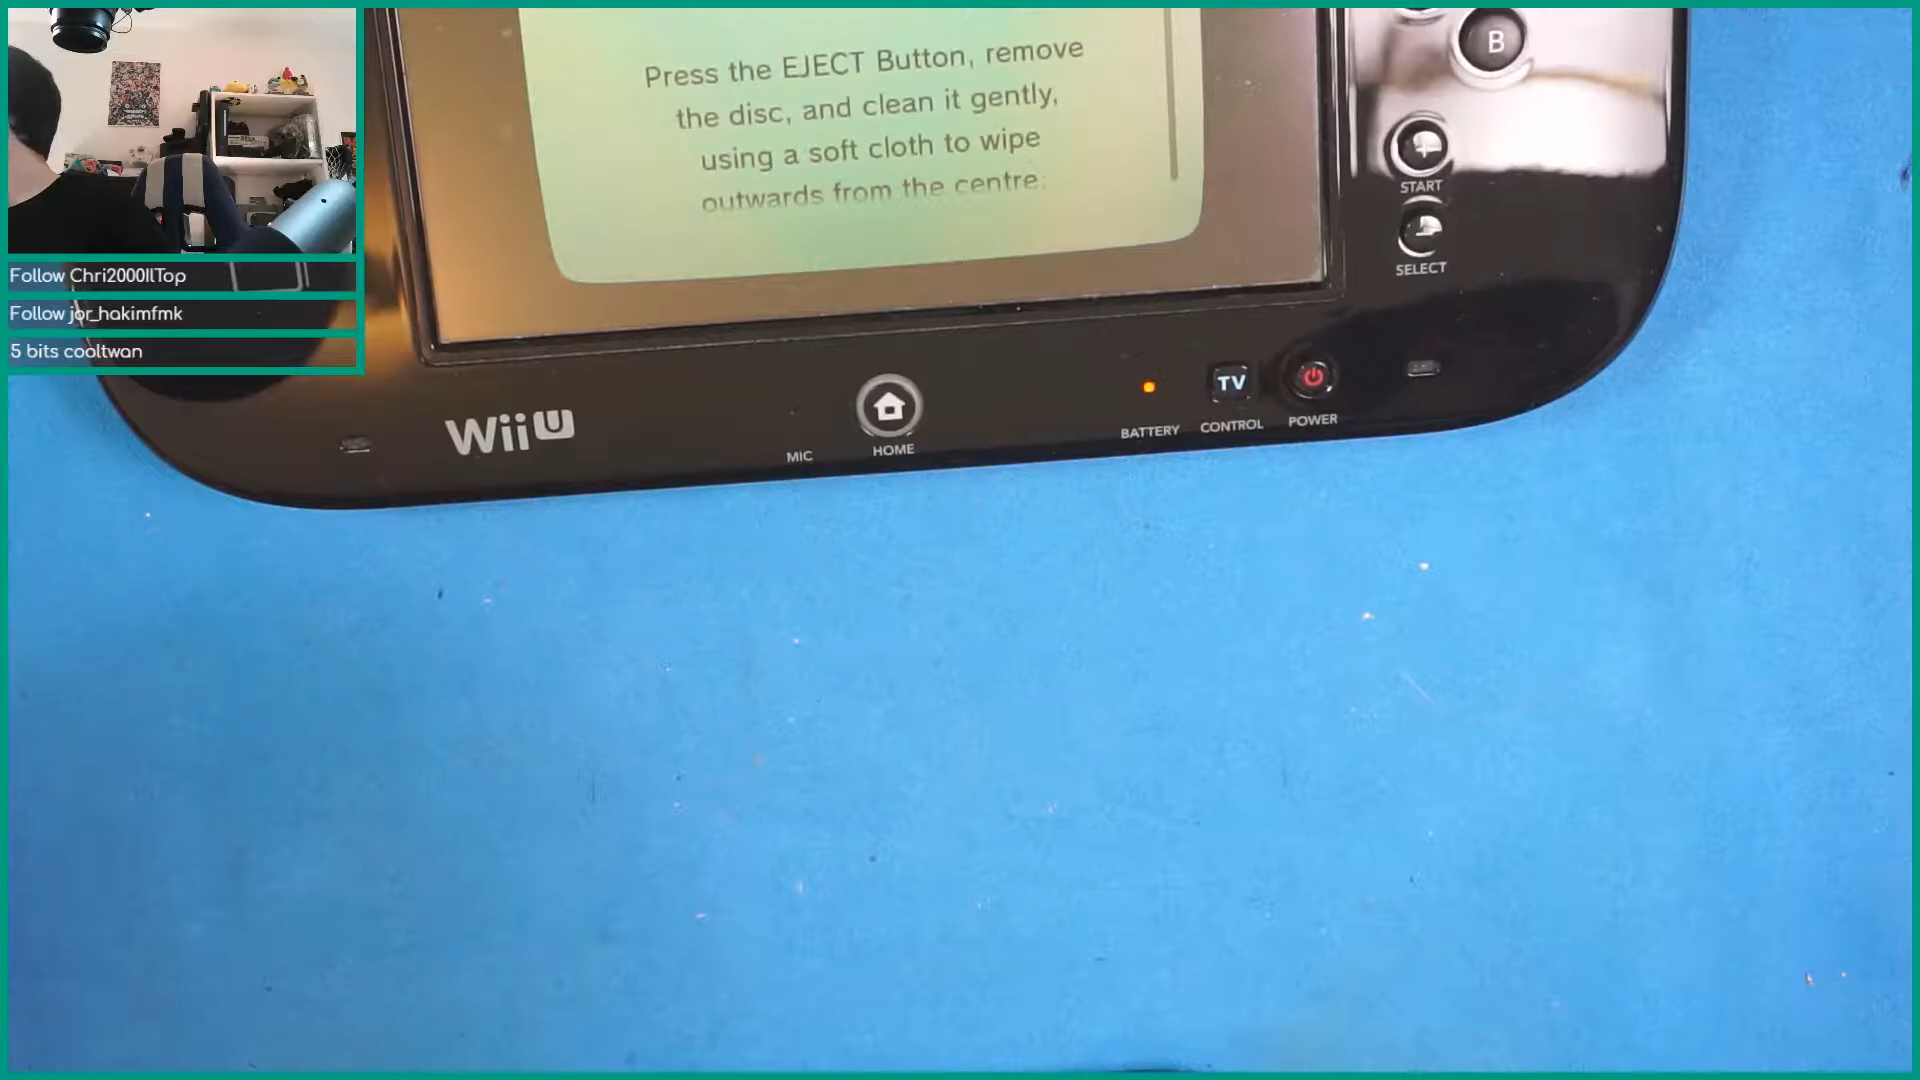 Press the EJECT Button, remove
the disc, and clean it gently,
using a soft cloth to wipe
outwards from the centre.
B
START
SELECT
Follow Chri2000IlTop
Follow jor_hakimfmk
5 bits cooltwan
Wii U
MIC
HOME
BATTERY
TV
CONTROL
POWER